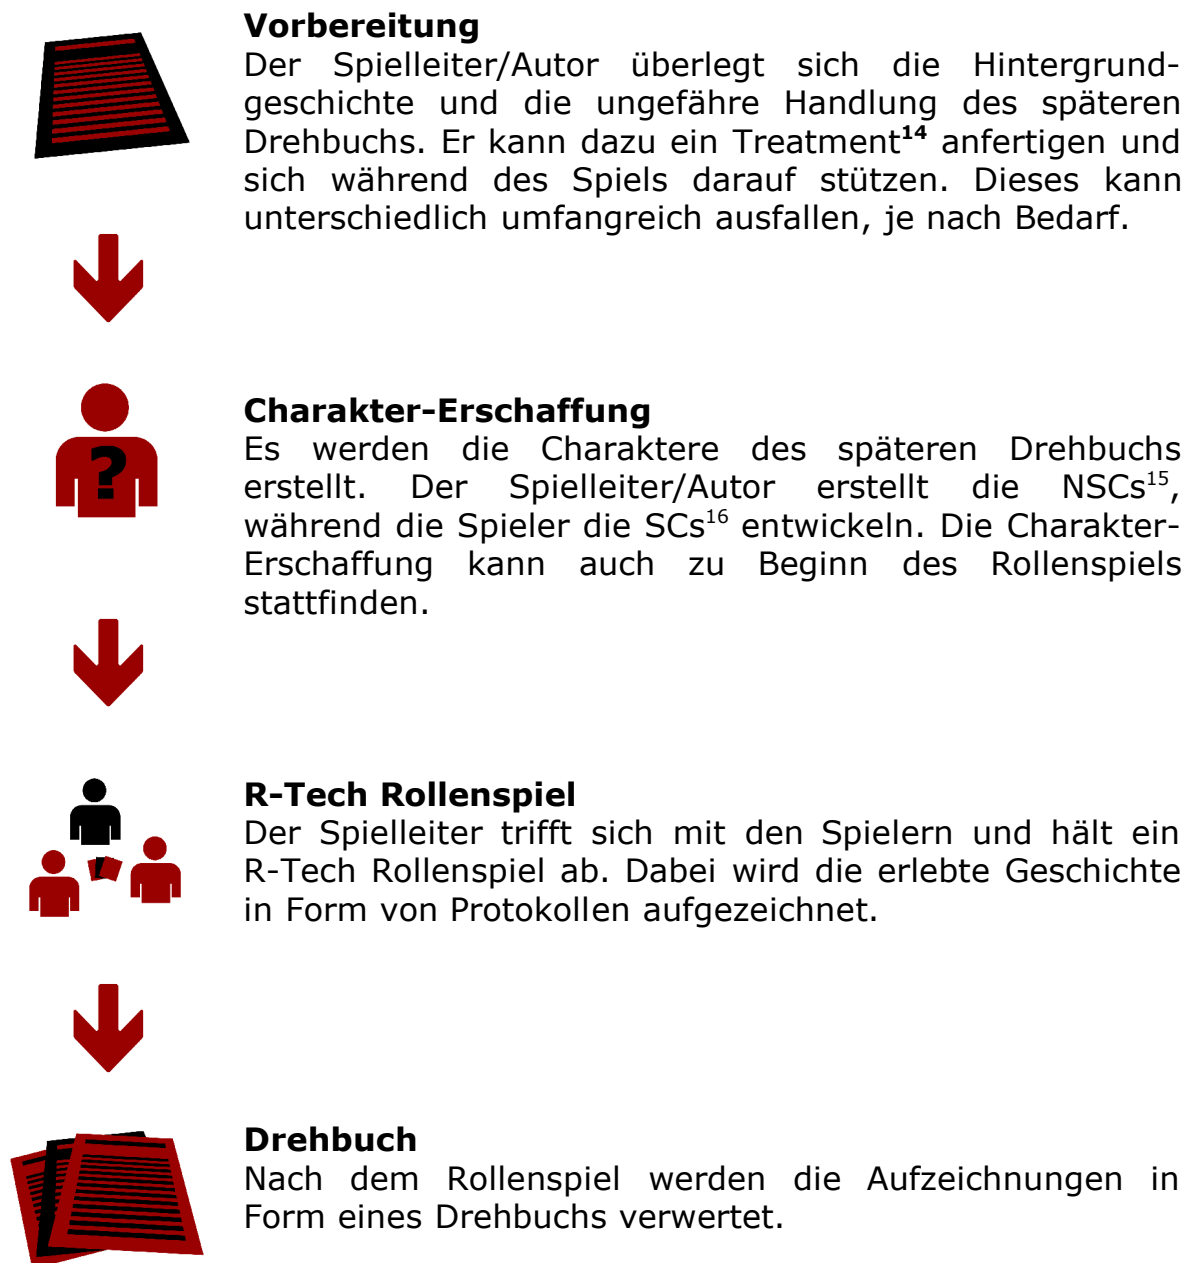 Vorbereitung
Der Spielleiter/Autor überlegt sich die Hintergrund-
geschichte und die ungefähre Handlung des späteren
Drehbuchs. Er kann dazu ein Treatment14 anfertigen und
sich während des Spiels darauf stützen. Dieses kann
unterschiedlich umfangreich ausfallen, je nach Bedarf.
Charakter-Erschaffung
Es werden die Charaktere des späteren Drehbuchs
erstellt. Der Spielleiter/Autor erstellt die NSCs15,
während die Spieler die SCs16 entwickeln. Die Charakter-
Erschaffung kann auch zu Beginn des Rollenspiels
stattfinden.
?
R-Tech Rollenspiel
Der Spielleiter trifft sich mit den Spielern und hält ein
R-Tech Rollenspiel ab. Dabei wird die erlebte Geschichte
in Form von Protokollen aufgezeichnet.
Drehbuch
Nach dem Rollenspiel werden die Aufzeichnungen in
Form eines Drehbuchs verwertet.